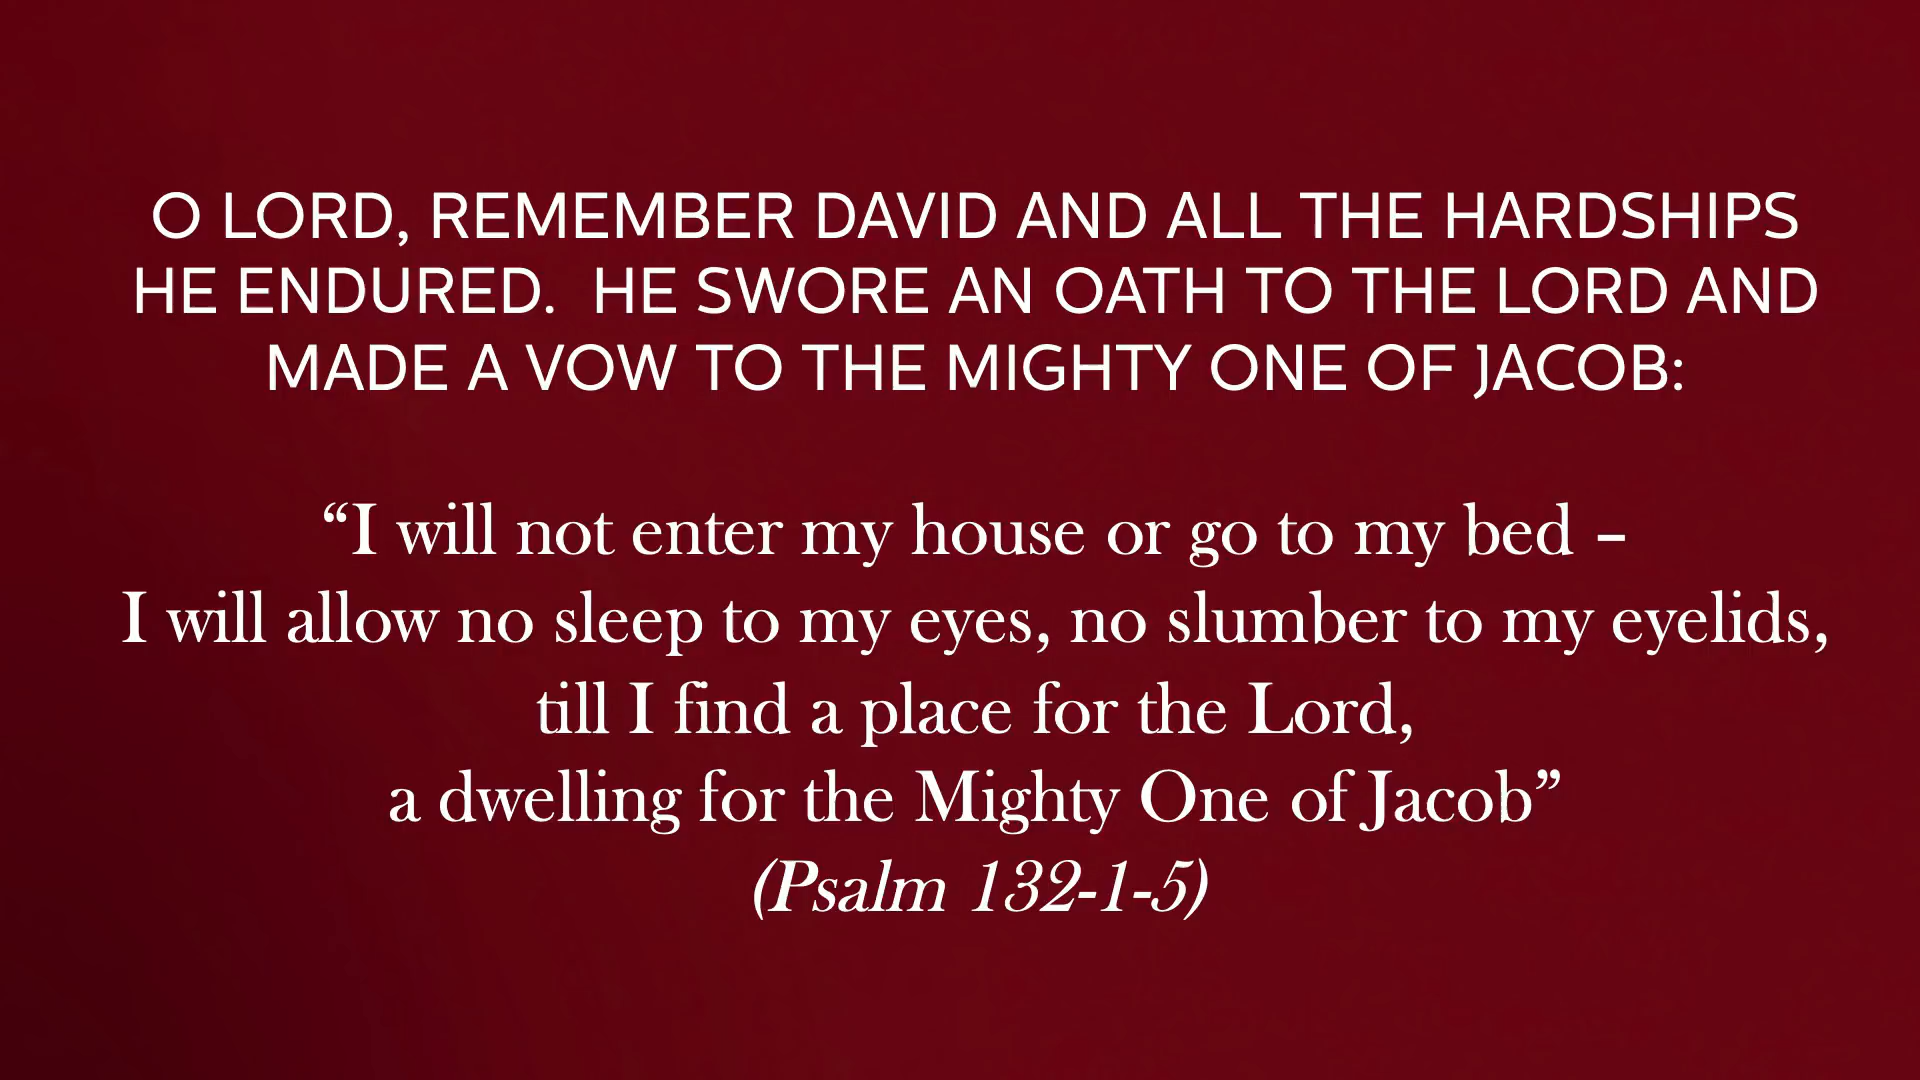 O LORD, REMEMBER DAVID AND ALL THE HARDSHIPS
HE ENDURED.  HE SWORE AN OATH TO THE LORD AND
MADE A VOW TO THE MIGHTY ONE OF JACOB:
“I will not enter my house or go to my bed –
I will allow no sleep to my eyes, no slumber to my eyelids,
till I find a place for the Lord,
a dwelling for the Mighty One of Jacob”
(Psalm 132-1-5)